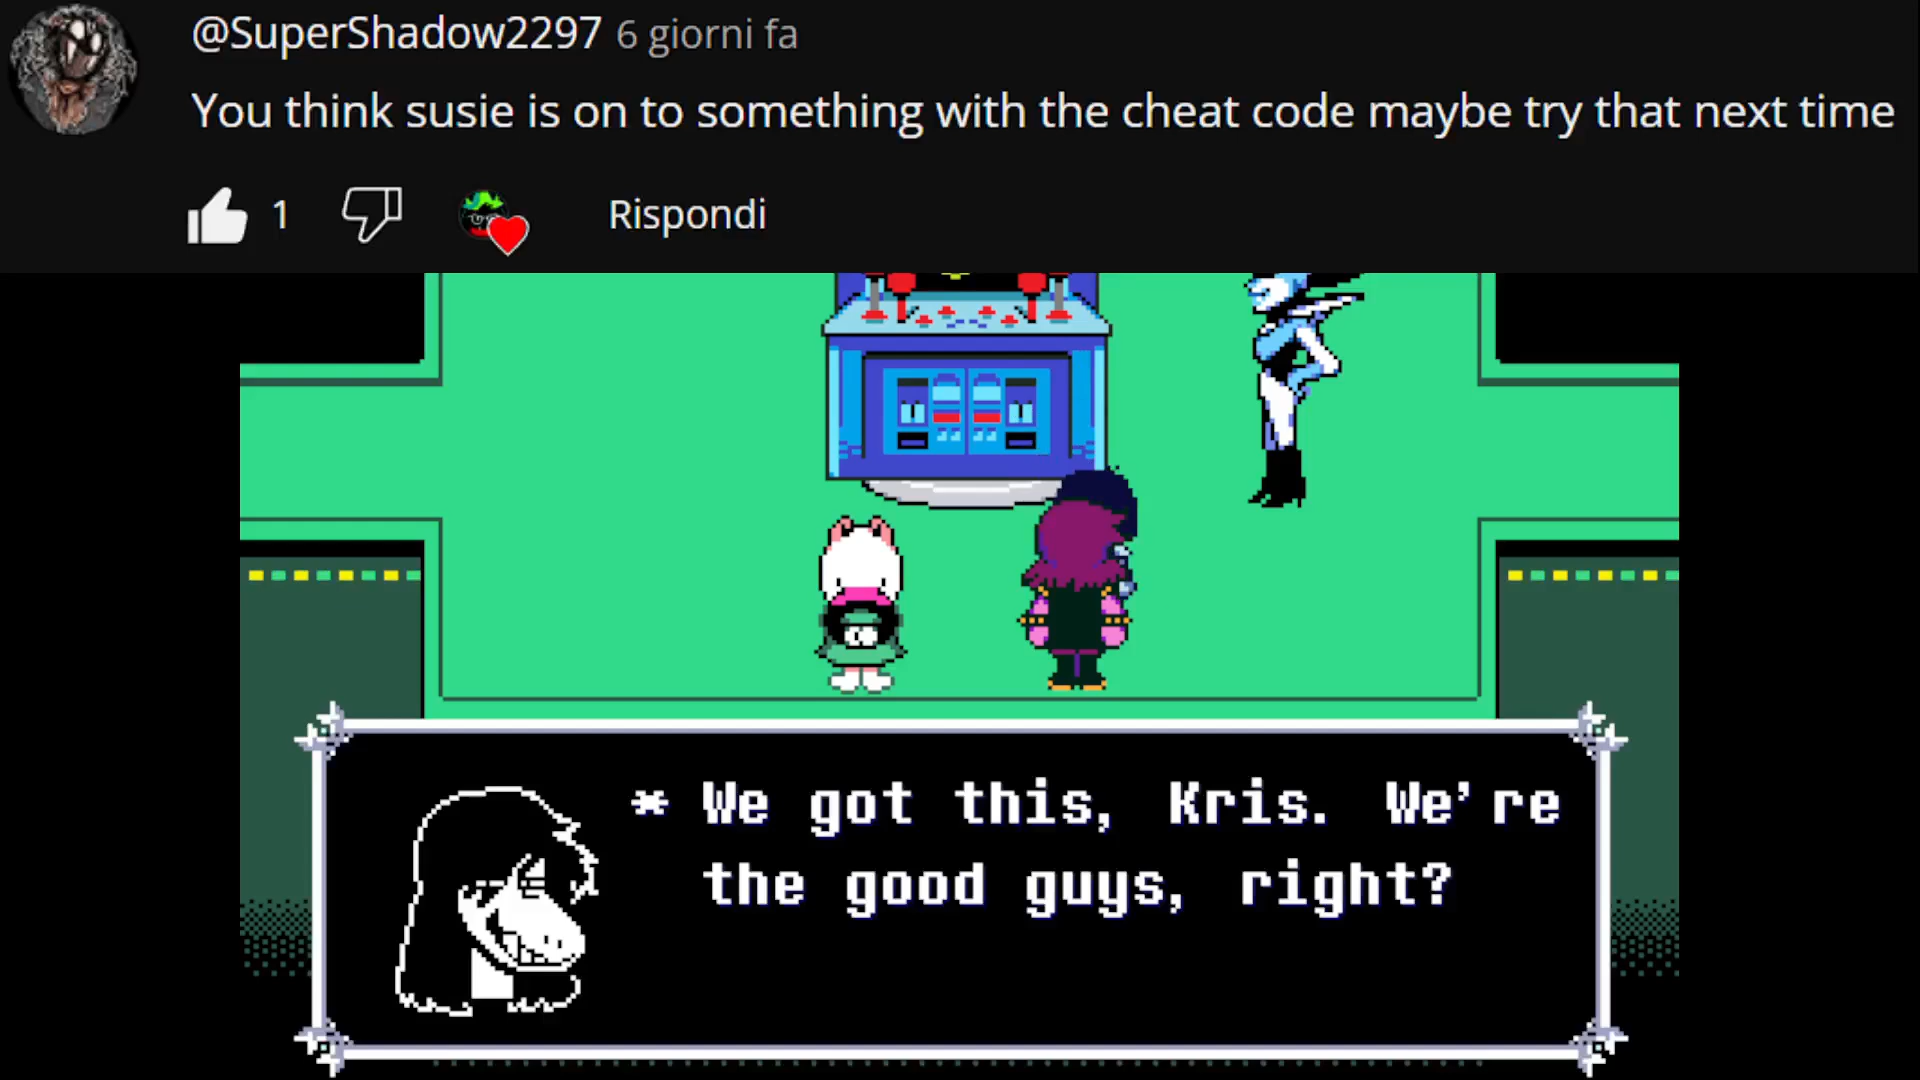 @SuperShadow2297 6 giorni fa
You think susie is on to something with the cheat code maybe try that next time
1 Rispondi
* We got this, Kris. We're
the good guys, right?